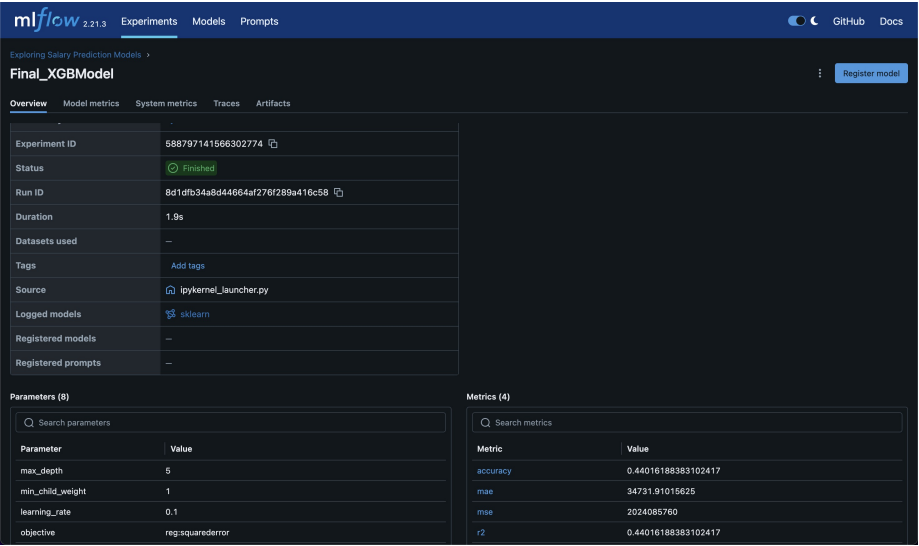 mlflow 2.21.3 Experiments Models Prompts GitHub Docs
Exploring Salary Prediction Models ›
Final_XGBModel
Register model
Overview Model metrics System metrics Traces Artifacts
Experiment ID 588797141566302774
Status Finished
Run ID 8d1dfb34a8d44664af276f289a416c58
Duration 1.9s
Datasets used —
Tags Add tags
Source ipykernel_launcher.py
Logged models sklearn
Registered models —
Registered prompts —
Parameters (8)
Search parameters
Parameter Value
max_depth 5
min_child_weight 1
learning_rate 0.1
objective reg:squarederror
Metrics (4)
Search metrics
Metric Value
accuracy 0.44016188383102417
mae 34731.91015625
mse 2024085760
r2 0.44016188383102417